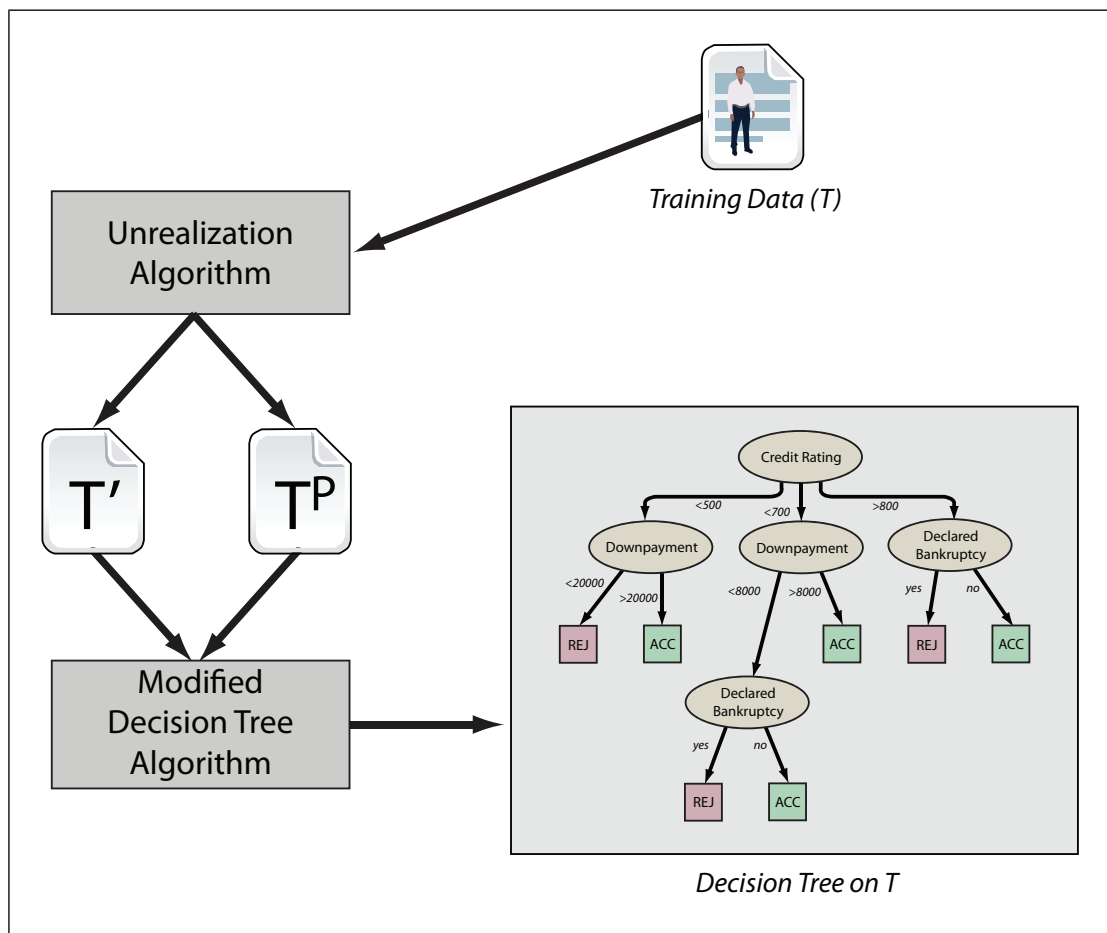 Training Data (T)
Unrealization
Algorithm
T′
Tᴾ
Modified
Decision Tree
Algorithm
Credit Rating
<500
<700
>800
Downpayment
Downpayment
Declared
Bankruptcy
<20000
>20000
<8000
>8000
yes
no
REJ
ACC
ACC
REJ
ACC
Declared
Bankruptcy
yes
no
REJ
ACC
Decision Tree on T